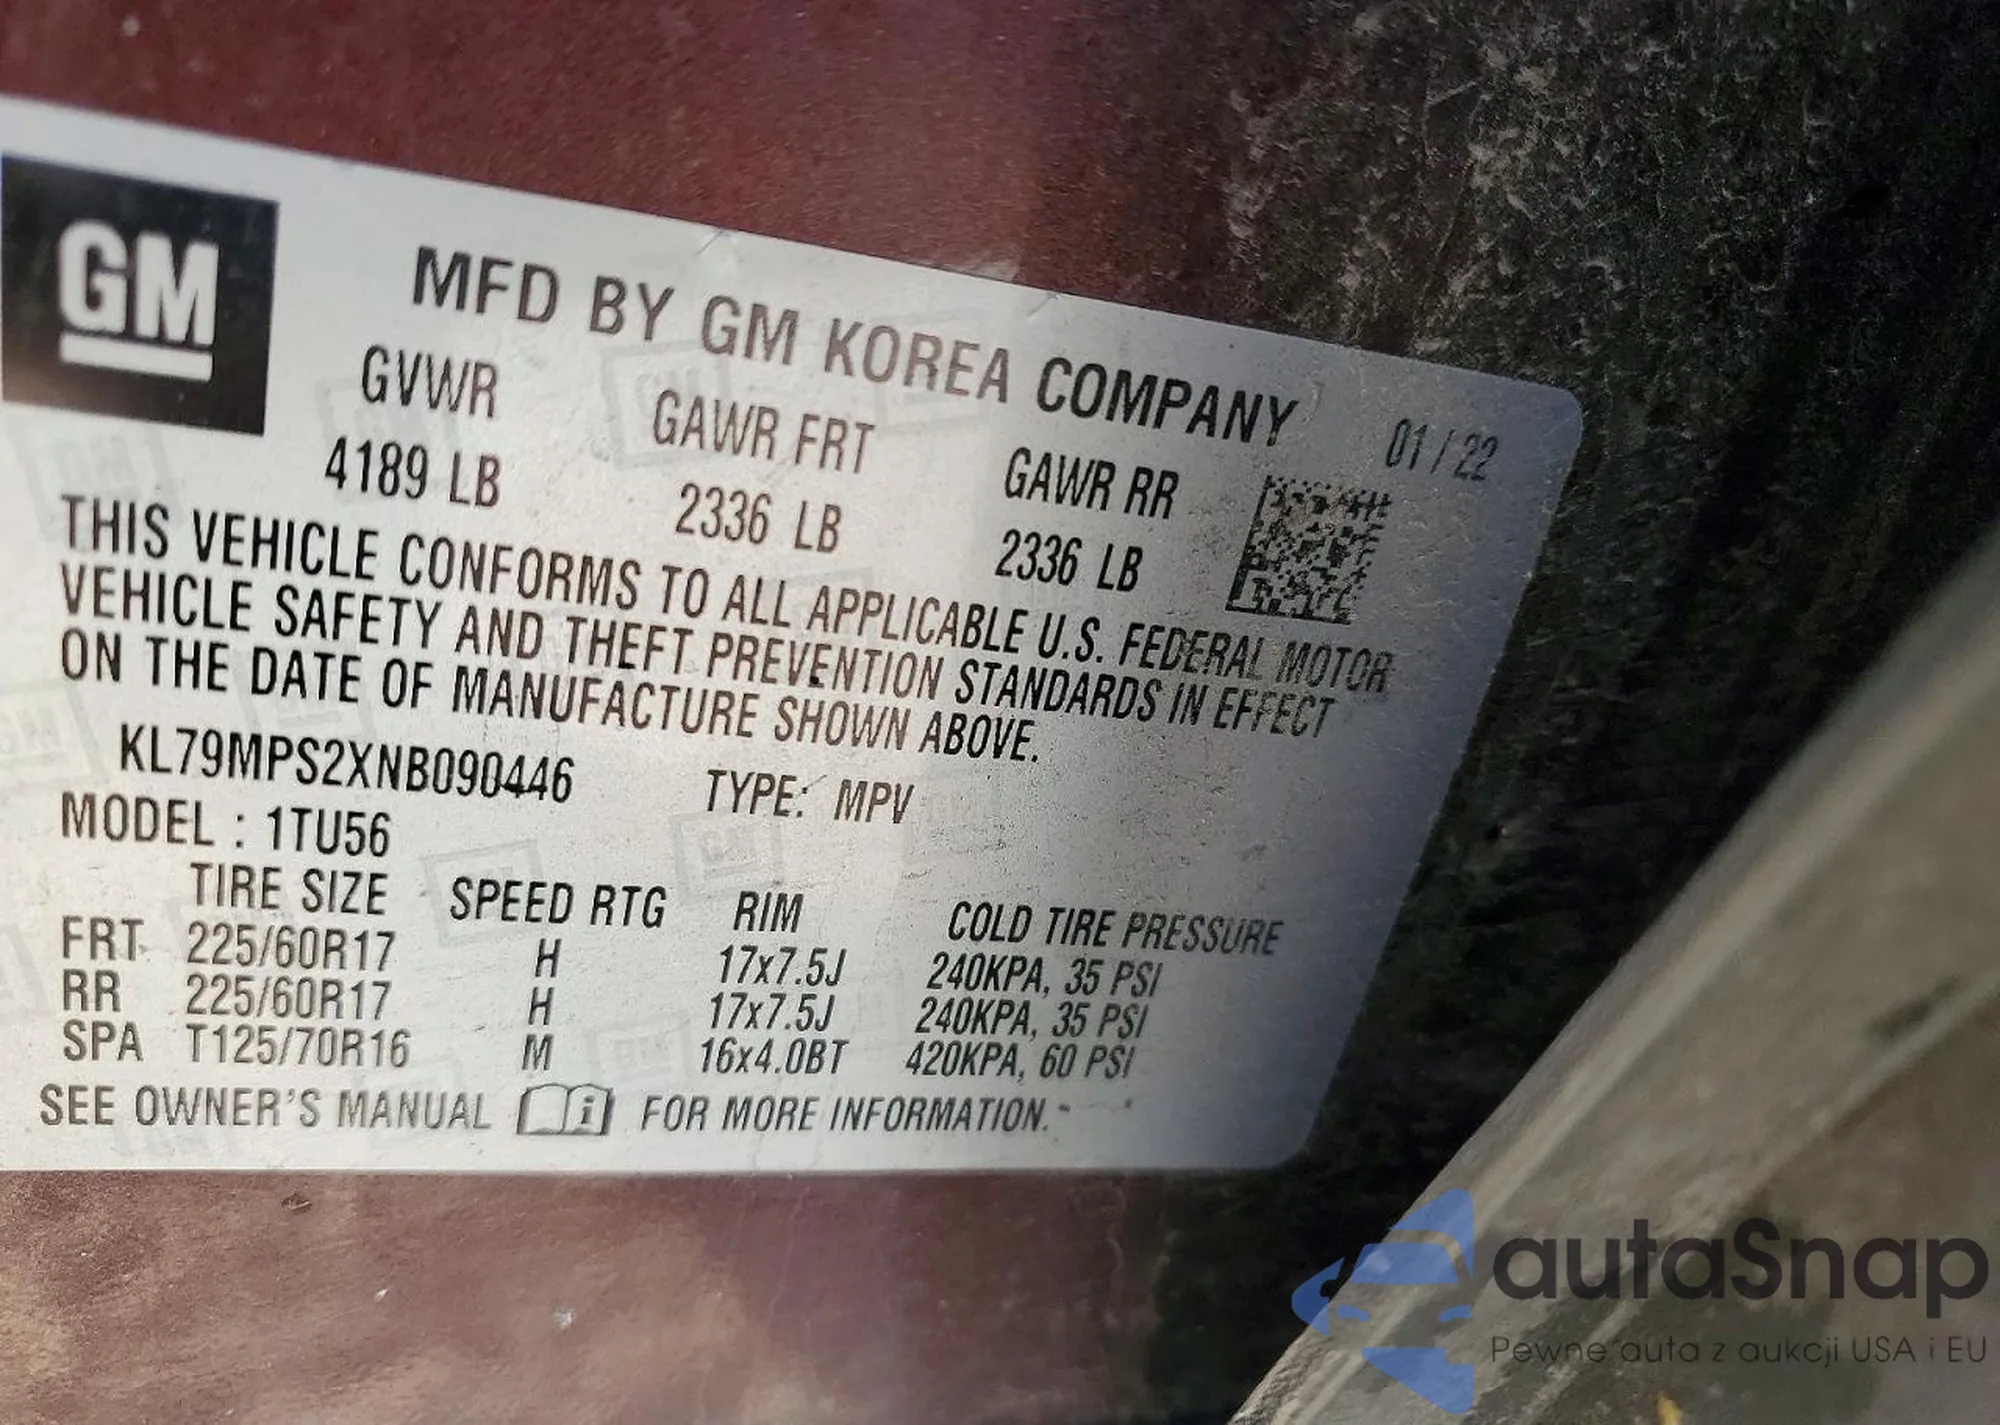 GM
MFD BY GM KOREA COMPANY 01 / 22
GVWR GAWR FRT GAWR RR
4189 LB 2336 LB 2336 LB
THIS VEHICLE CONFORMS TO ALL APPLICABLE U.S. FEDERAL MOTOR
VEHICLE SAFETY AND THEFT PREVENTION STANDARDS IN EFFECT
ON THE DATE OF MANUFACTURE SHOWN ABOVE.
KL79MPS2XNB090446 TYPE: MPV
MODEL : 1TU56
TIRE SIZE SPEED RTG RIM COLD TIRE PRESSURE
FRT 225/60R17 H 17x7.5J 240KPA, 35 PSI
RR 225/60R17 H 17x7.5J 240KPA, 35 PSI
SPA T125/70R16 M 16x4.0BT 420KPA, 60 PSI
SEE OWNER'S MANUAL i FOR MORE INFORMATION.
autaSnap
Pewne auta z aukcji USA i EU